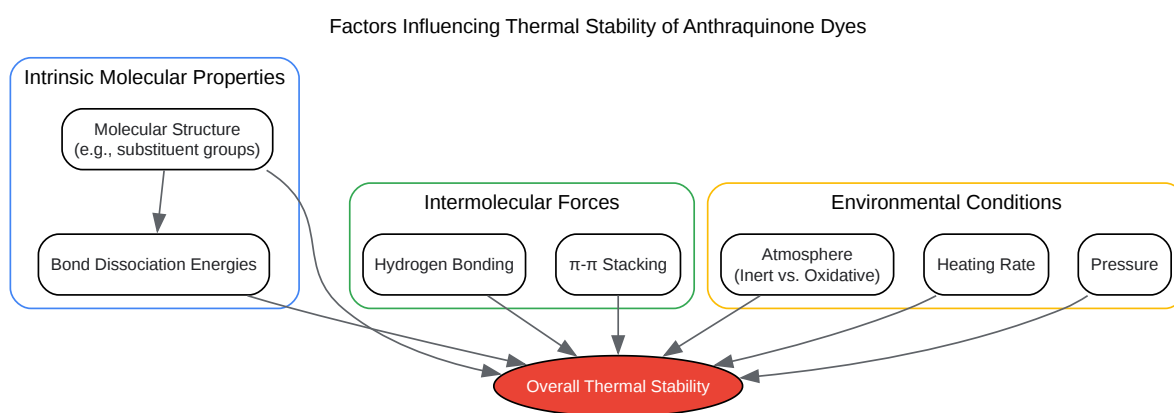 Factors Influencing Thermal Stability of Anthraquinone Dyes
Intrinsic Molecular Properties
Molecular Structure
(e.g., substituent groups)
Bond Dissociation Energies
Intermolecular Forces
Hydrogen Bonding
π-π Stacking
Environmental Conditions
Atmosphere
(Inert vs. Oxidative)
Heating Rate
Pressure
Overall Thermal Stability